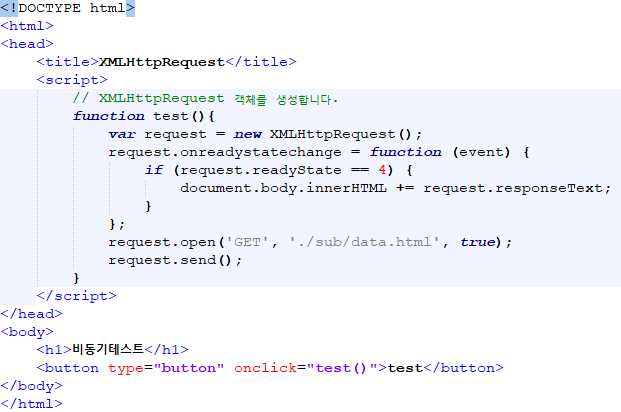 <!DOCTYPE html>
<html>
<head>
    <title>XMLHttpRequest</title>
    <script>
        // XMLHttpRequest 객체를 생성합니다.
        function test(){
            var request = new XMLHttpRequest();
            request.onreadystatechange = function (event) {
                if (request.readyState == 4) {
                    document.body.innerHTML += request.responseText;
                }
            };
            request.open('GET', './sub/data.html', true);
            request.send();
        }
    </script>
</head>
<body>
    <h1>비동기테스트</h1>
    <button type="button" onclick="test()">test</button>
</body>
</html>